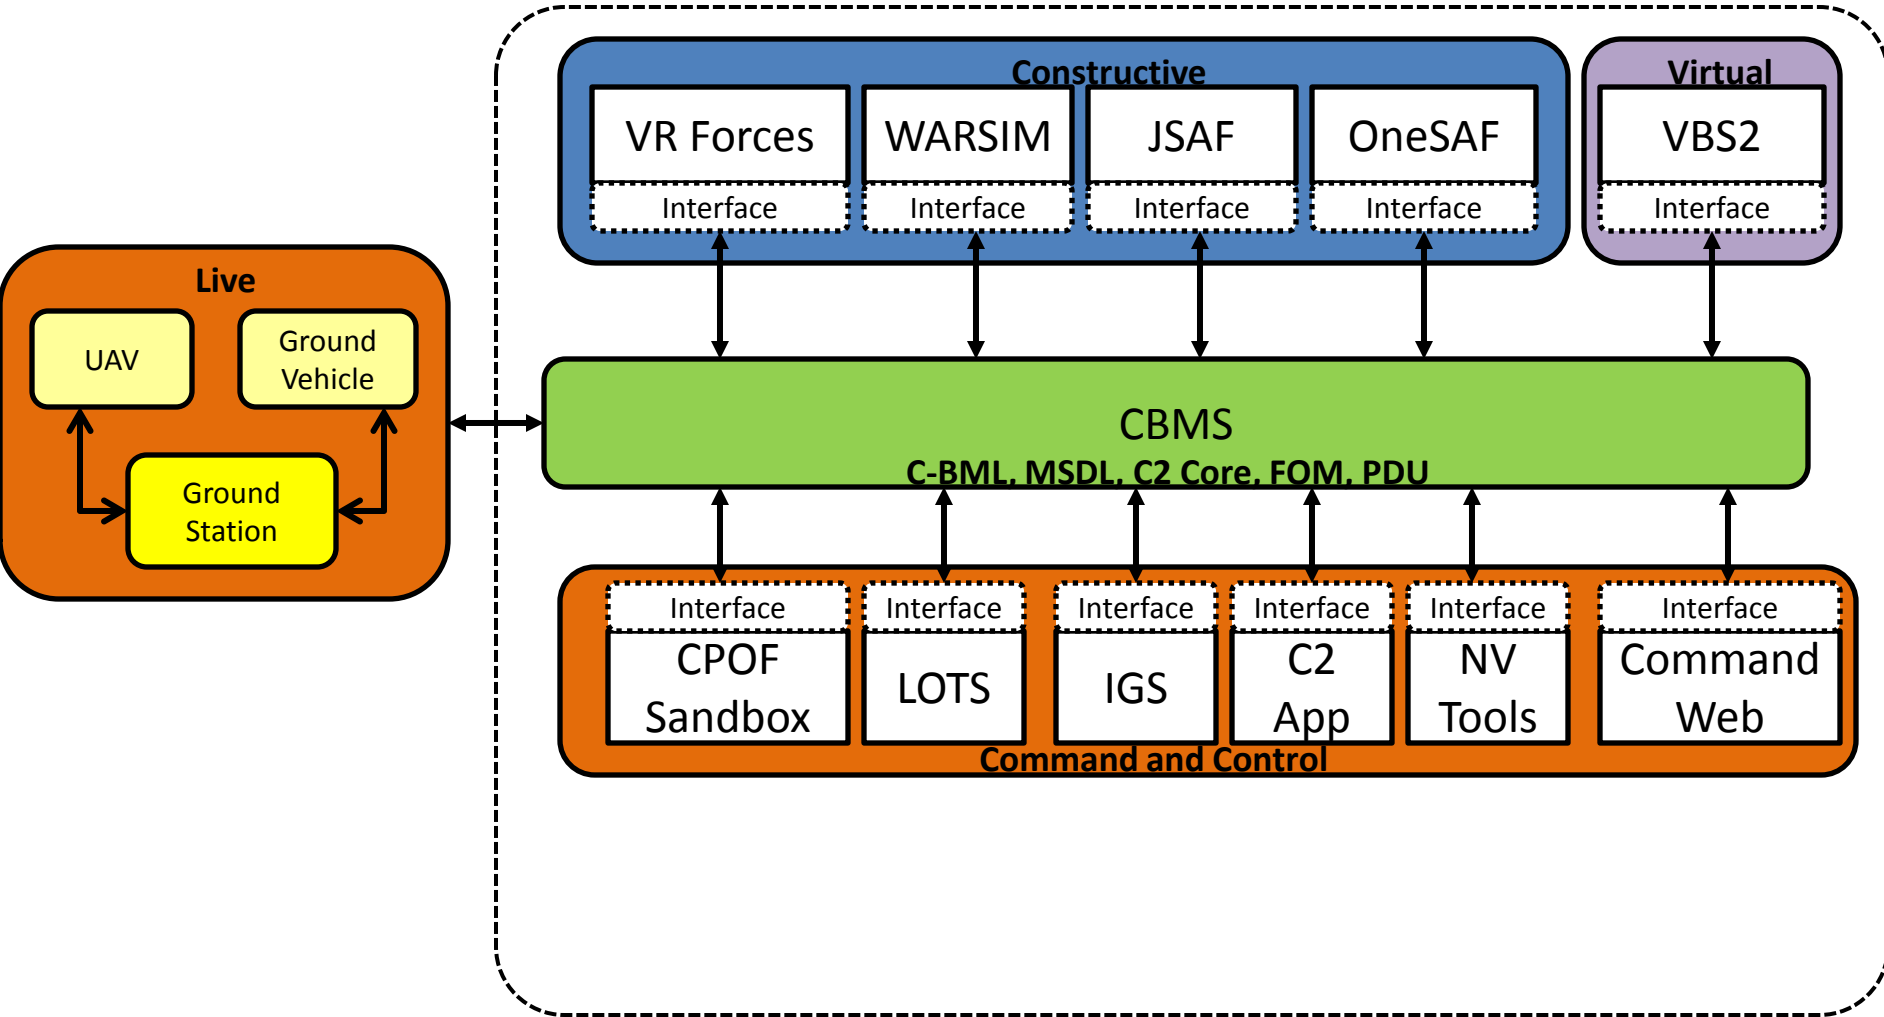 Constructive
Virtual
VR Forces
WARSIM
JSAF
OneSAF
VBS2
Interface
Interface
Interface
Interface
Interface
Live
UAV
Ground
Vehicle
Ground
Station
CBMS
C-BML, MSDL, C2 Core, FOM, PDU
Interface
Interface
Interface
Interface
Interface
Interface
CPOF
Sandbox
LOTS
IGS
C2
App
NV
Tools
Command
Web
Command and Control